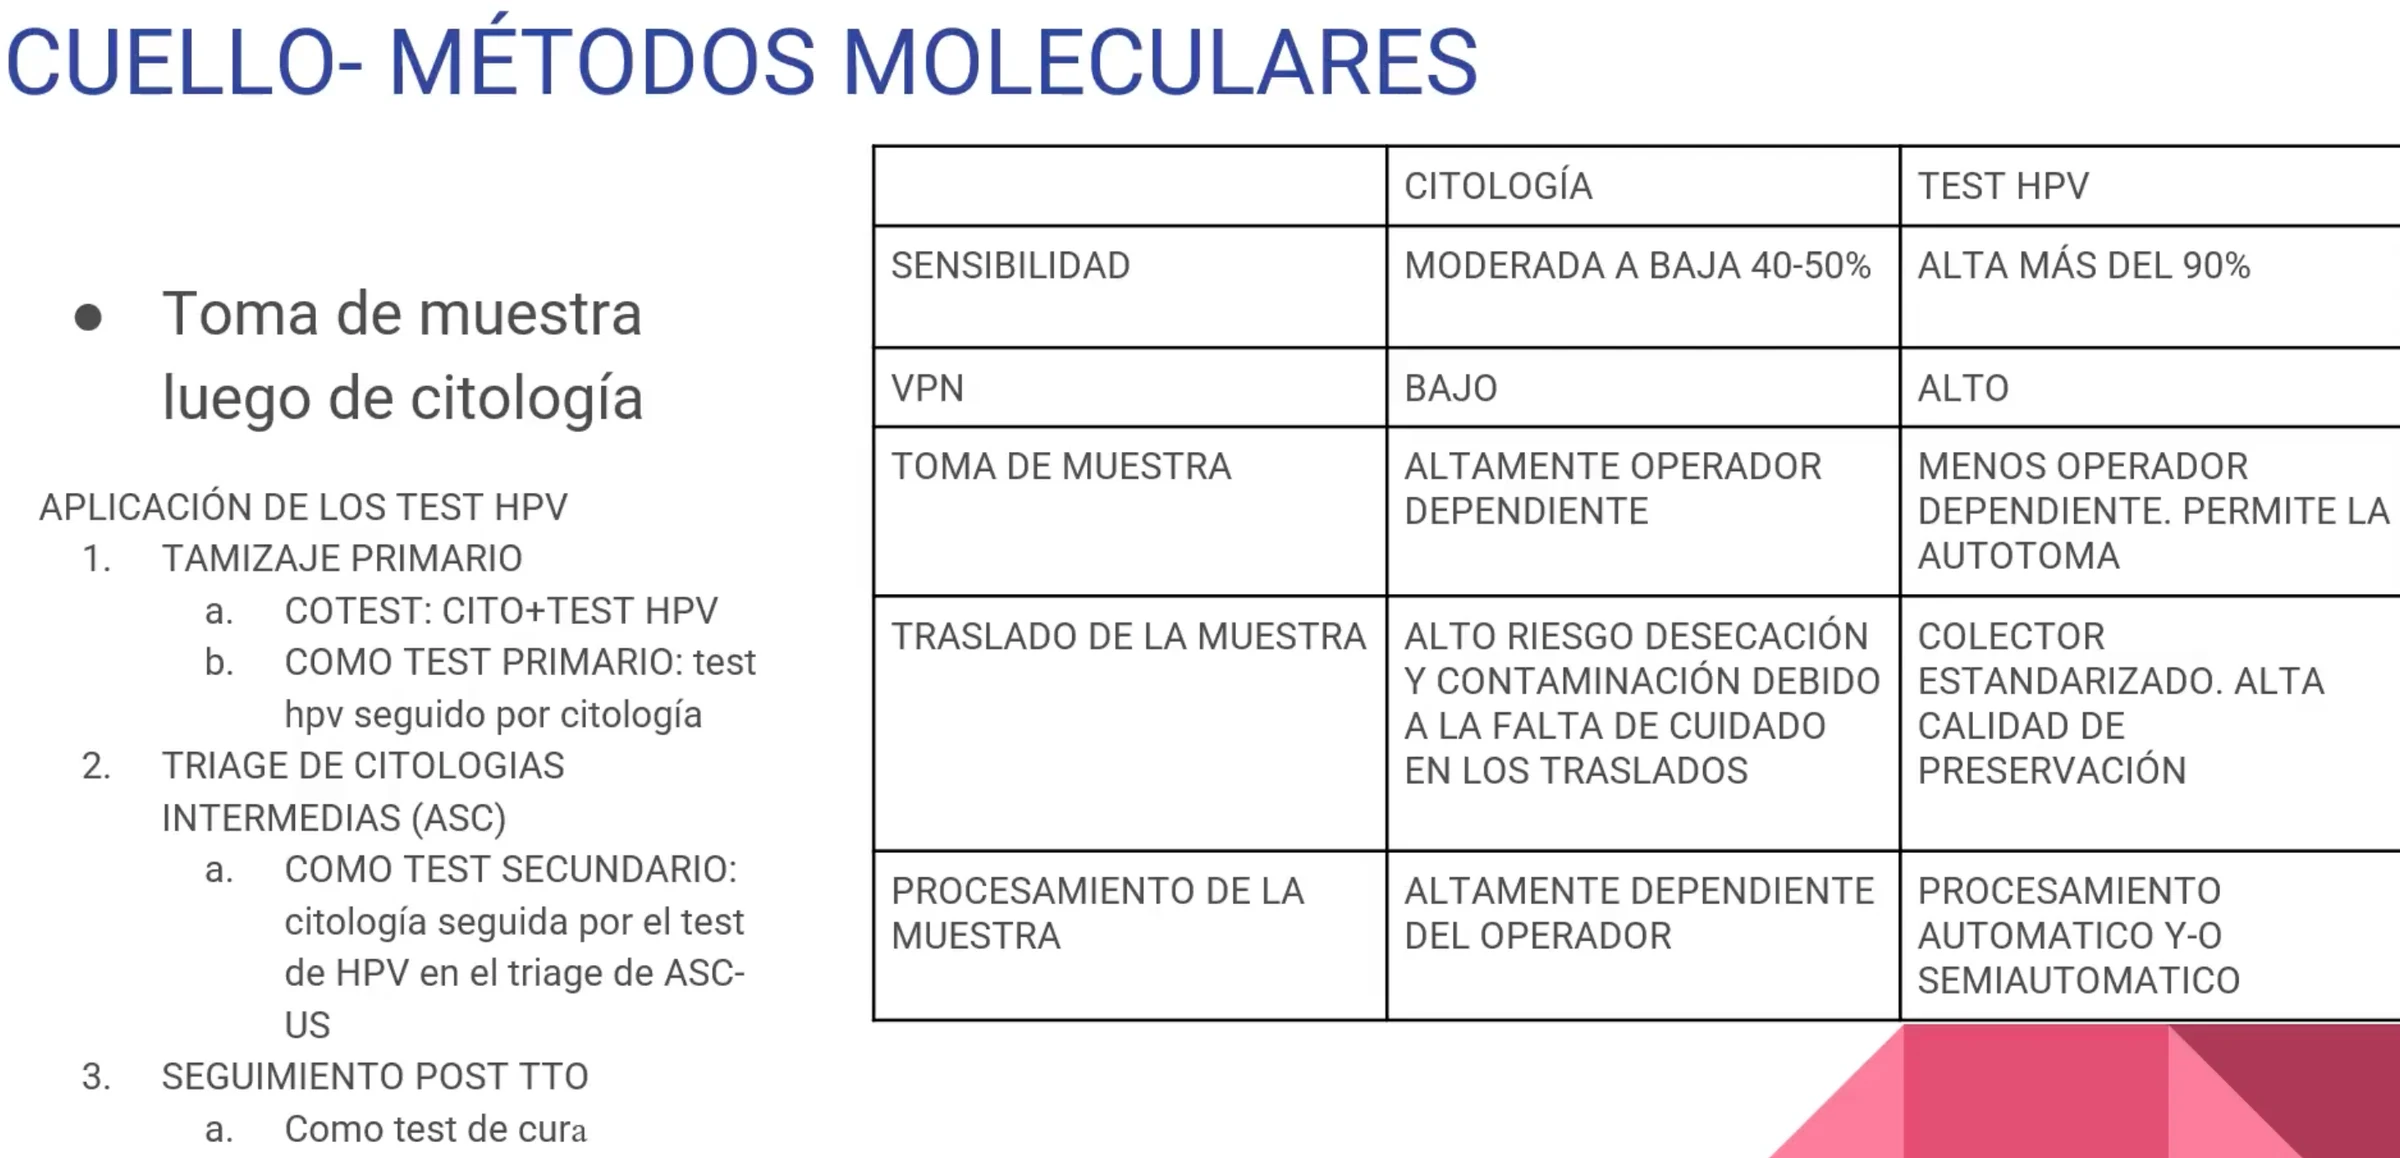 CUELLO- MÉTODOS MOLECULARES
● Toma de muestra
luego de citología
APLICACIÓN DE LOS TEST HPV
1. TAMIZAJE PRIMARIO
a. COTEST: CITO+TEST HPV
b. COMO TEST PRIMARIO: test
hpv seguido por citología
2. TRIAGE DE CITOLOGIAS
INTERMEDIAS (ASC)
a. COMO TEST SECUNDARIO:
citología seguida por el test
de HPV en el triage de ASC-
US
3. SEGUIMIENTO POST TTO
a. Como test de cura
CITOLOGÍA
TEST HPV
SENSIBILIDAD
MODERADA A BAJA 40-50%
ALTA MÁS DEL 90%
VPN
BAJO
ALTO
TOMA DE MUESTRA
ALTAMENTE OPERADOR
DEPENDIENTE
MENOS OPERADOR
DEPENDIENTE. PERMITE LA
AUTOTOMA
TRASLADO DE LA MUESTRA
ALTO RIESGO DESECACIÓN
Y CONTAMINACIÓN DEBIDO
A LA FALTA DE CUIDADO
EN LOS TRASLADOS
COLECTOR
ESTANDARIZADO. ALTA
CALIDAD DE
PRESERVACIÓN
PROCESAMIENTO DE LA
MUESTRA
ALTAMENTE DEPENDIENTE
DEL OPERADOR
PROCESAMIENTO
AUTOMATICO Y-O
SEMIAUTOMATICO